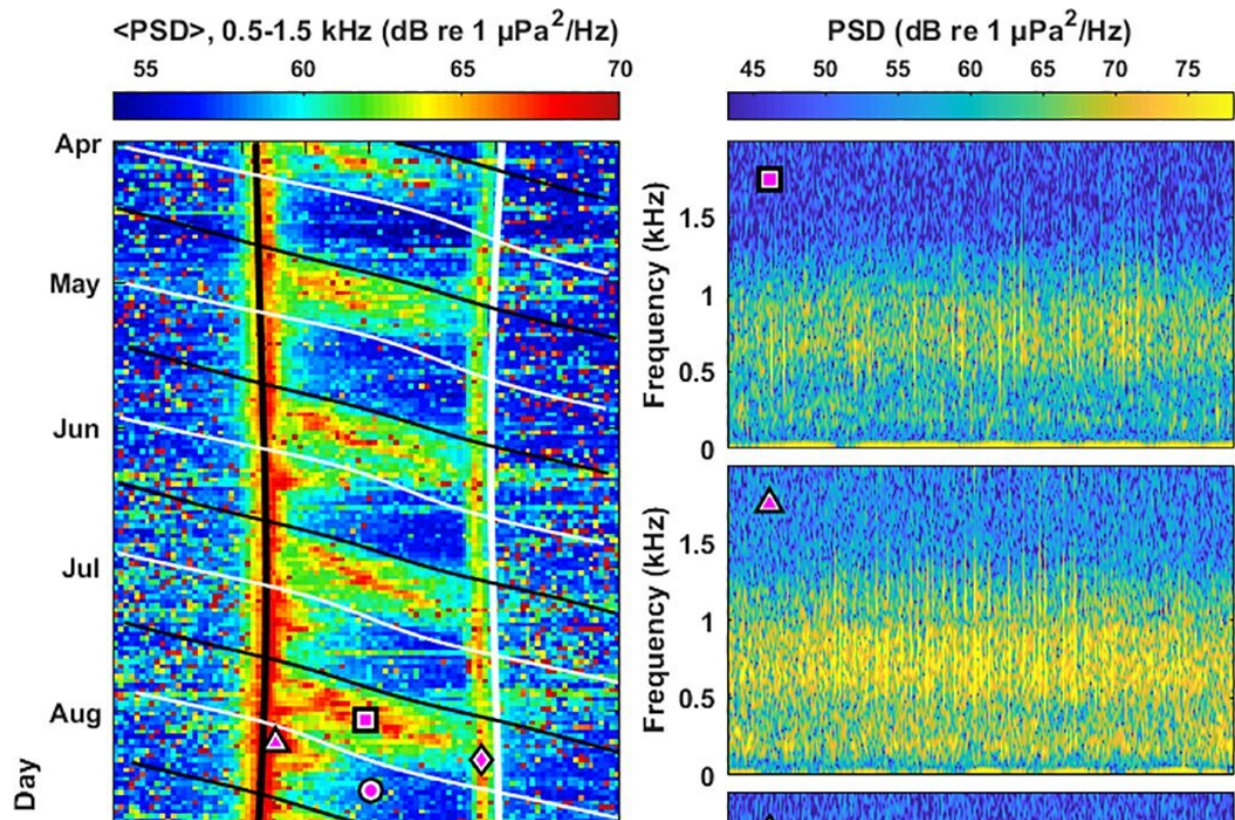 <PSD>, 0.5-1.5 kHz (dB re 1 µPa²/Hz)
55 60 65 70
Apr
May
Jun
Jul
Aug
Day
PSD (dB re 1 µPa²/Hz)
45 50 55 60 65 70 75
Frequency (kHz)
1.5
1
0.5
0
Frequency (kHz)
1.5
1
0.5
0